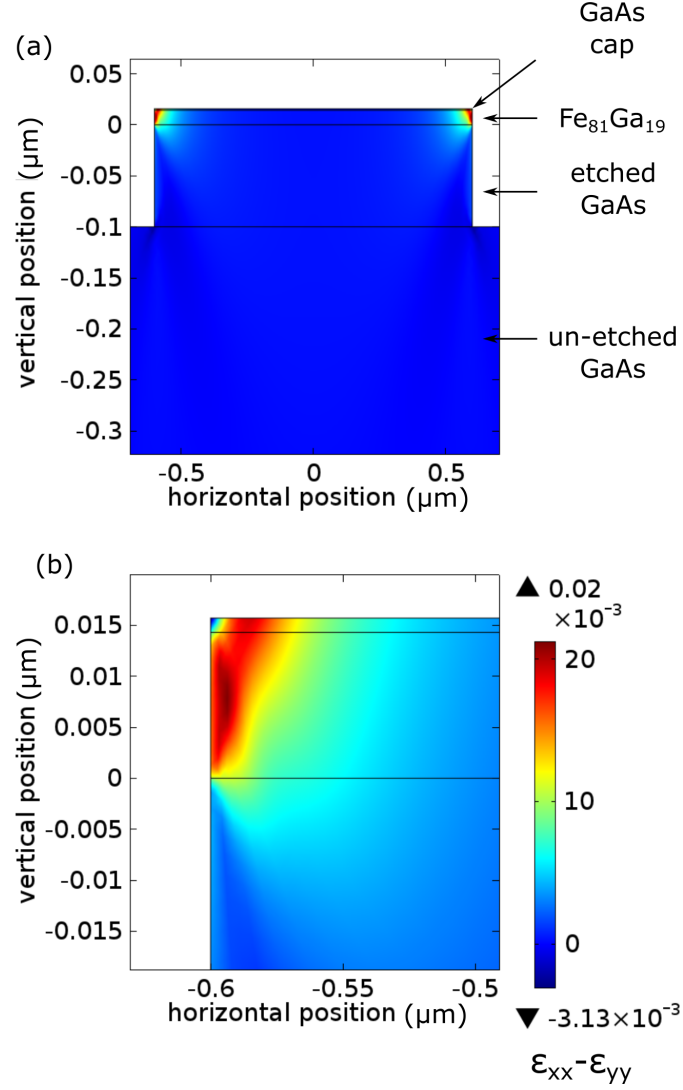 (a)
GaAs
cap
Fe₈₁Ga₁₉
etched
GaAs
un-etched
GaAs
0.05
0
-0.05
-0.1
-0.15
-0.2
-0.25
-0.3
vertical position (μm)
-0.5 0 0.5
horizontal position (μm)
(b)
0.015
0.01
0.005
0
-0.005
-0.01
-0.015
vertical position (μm)
-0.6 -0.55 -0.5
horizontal position (μm)
▲ 0.02
×10⁻³
20
10
0
▼ -3.13×10⁻³
εxx-εyy